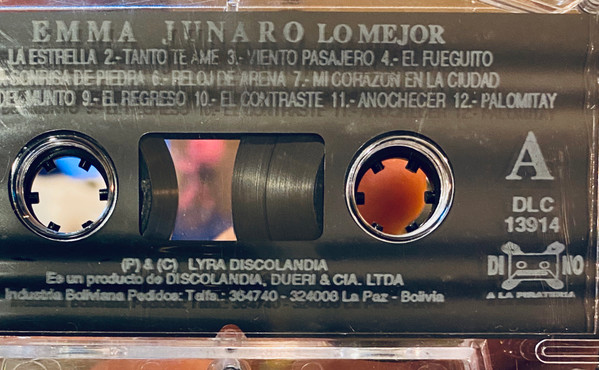 EMMA JUNARO LO MEJOR
LA ESTRELLA 2.- TANTO TE AME 3.- VIENTO PASAJERO 4.- EL FUEGUITO
SONRISA DE PIEDRA 6.- RELOJ DE ARENA 7.- MI CORAZON EN LA CIUDAD
DEL MUNTO 9.- EL REGRESO 10.- EL CONTRASTE 11.- ANOCHECER 12.- PALOMITAY
A
DLC
13914
(P) & (C) LYRA DISCOLANDIA
Es un producto de DISCOLANDIA, DUERI & CIA. LTDA
Industria Boliviana Pedidos: Telfs.: 364740 - 324008 La Paz - Bolivia
DI NO
A LA PIRATERIA